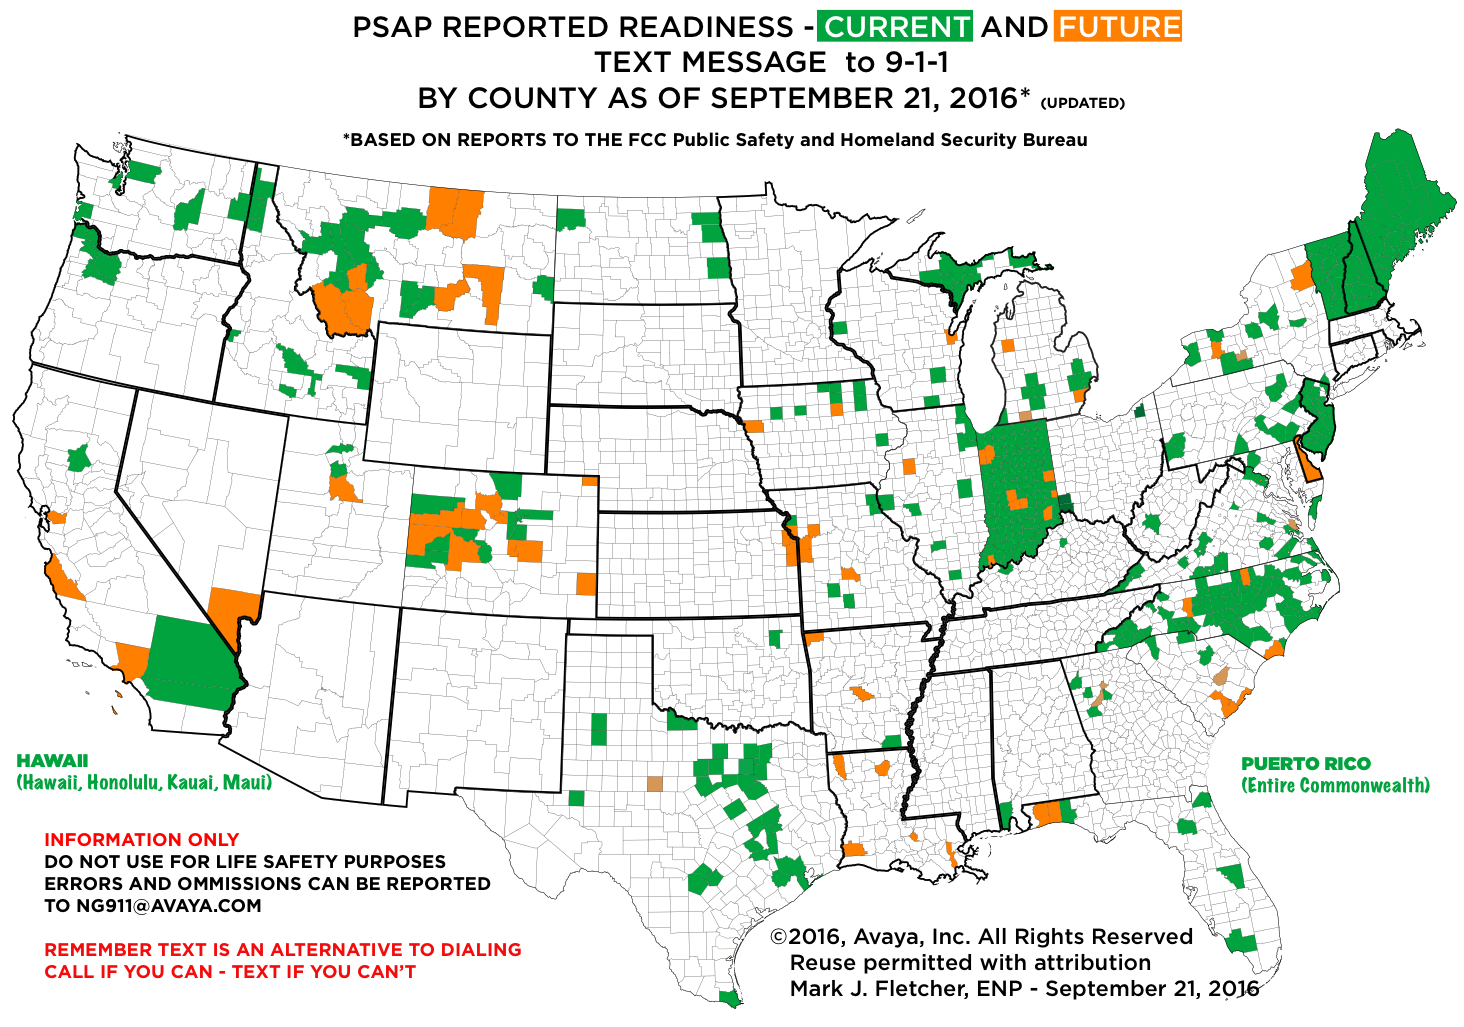 PSAP REPORTED READINESS - CURRENT AND FUTURE
TEXT MESSAGE to 9-1-1
BY COUNTY AS OF SEPTEMBER 21, 2016* (UPDATED)
*BASED ON REPORTS TO THE FCC Public Safety and Homeland Security Bureau
HAWAII
(Hawaii, Honolulu, Kauai, Maui)
PUERTO RICO
(Entire Commonwealth)
INFORMATION ONLY
DO NOT USE FOR LIFE SAFETY PURPOSES
ERRORS AND OMMISSIONS CAN BE REPORTED
TO NG911@AVAYA.COM
REMEMBER TEXT IS AN ALTERNATIVE TO DIALING
CALL IF YOU CAN - TEXT IF YOU CAN'T
©2016, Avaya, Inc. All Rights Reserved
Reuse permitted with attribution
Mark J. Fletcher, ENP - September 21, 2016